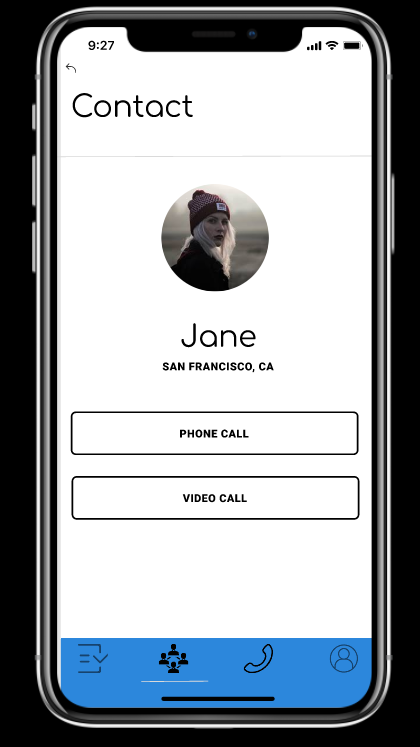 9:27
Contact
Jane
SAN FRANCISCO, CA
PHONE CALL
VIDEO CALL